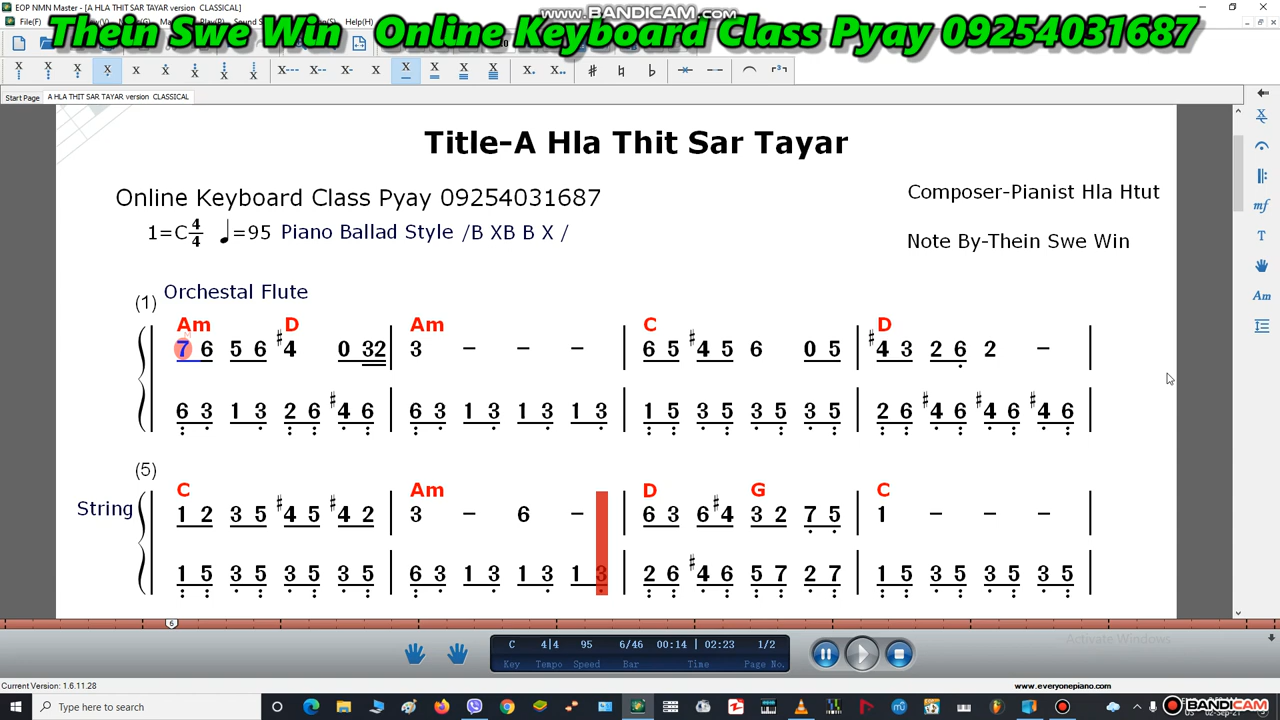 EOP NMN Master - [A HLA THIT SAR TAYAR version CLASSICAL]
www.BANDICAM.com
Thein Swe Win Online Keyboard Class Pyay 09254031687
Start Page A HLA THIT SAR TAYAR version CLASSICAL
Title-A Hla Thit Sar Tayar
Online Keyboard Class Pyay 09254031687
Composer-Pianist Hla Htut
1=C 4/4 ♩=95 Piano Ballad Style /B XB B X /
Note By-Thein Swe Win
Orchestal Flute
(1)
Am D Am C D
7 6 5 6 #4 0 32 | 3 – – – | 6 5 #4 5 6 0 5 | #4 3 2 6 2 –
6 3 1 3 2 6 #4 6 | 6 3 1 3 1 3 1 3 | 1 5 3 5 3 5 3 5 | 2 6 #4 6 #4 6 #4 6
(5)
C Am D G C
String
1 2 3 5 #4 5 #4 2 | 3 – 6 – | 6 3 6 #4 3 2 7 5 | 1 – – –
1 5 3 5 3 5 3 5 | 6 3 1 3 1 3 1 3 | 2 6 #4 6 5 7 2 7 | 1 5 3 5 3 5 3 5
6
C 4|4 95 6/46 00:14 | 02:23 1/2
Key Tempo Speed Bar Time Page No.
Activate Windows
Current Version: 1.6.11.28
www.everyonepiano.com
Type here to search
BANDICAM
02-Sep-21